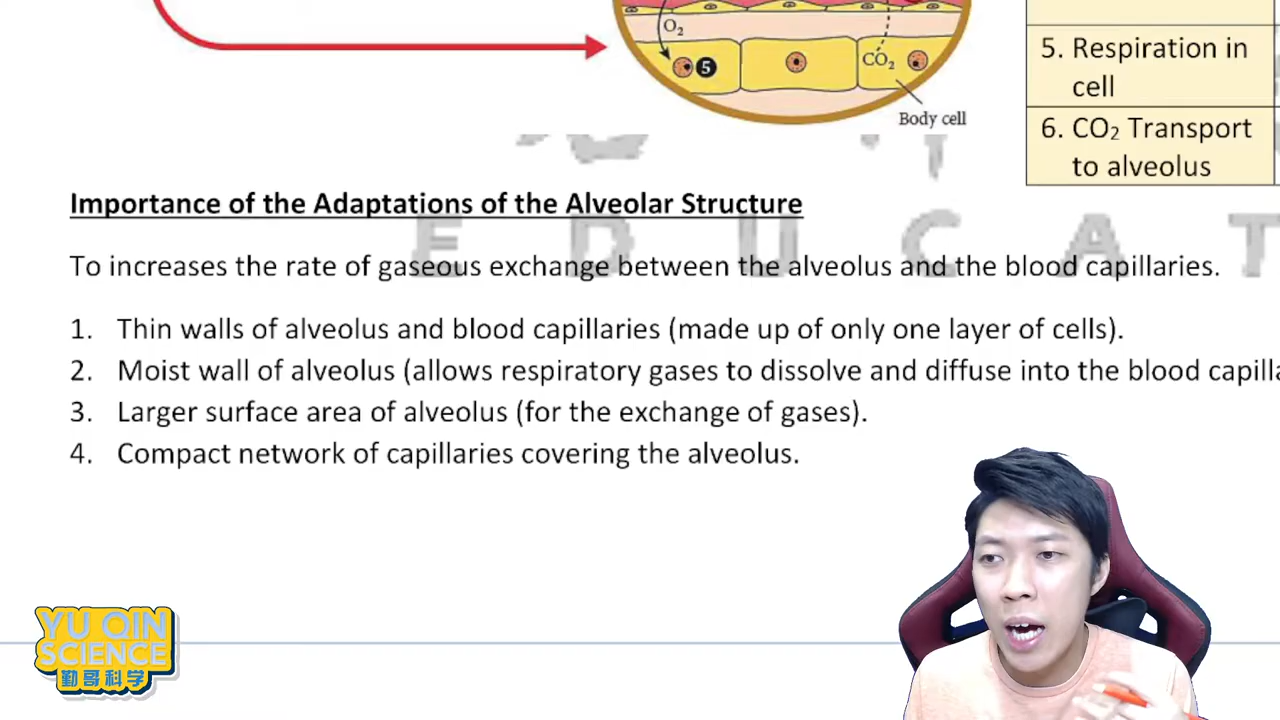 O₂
5
CO₂
Body cell
5. Respiration in
cell
6. CO₂ Transport
to alveolus
Importance of the Adaptations of the Alveolar Structure
EDUCAT
To increases the rate of gaseous exchange between the alveolus and the blood capillaries.
1. Thin walls of alveolus and blood capillaries (made up of only one layer of cells).
2. Moist wall of alveolus (allows respiratory gases to dissolve and diffuse into the blood capilla
3. Larger surface area of alveolus (for the exchange of gases).
4. Compact network of capillaries covering the alveolus.
YU QIN
SCIENCE
勤哥科学